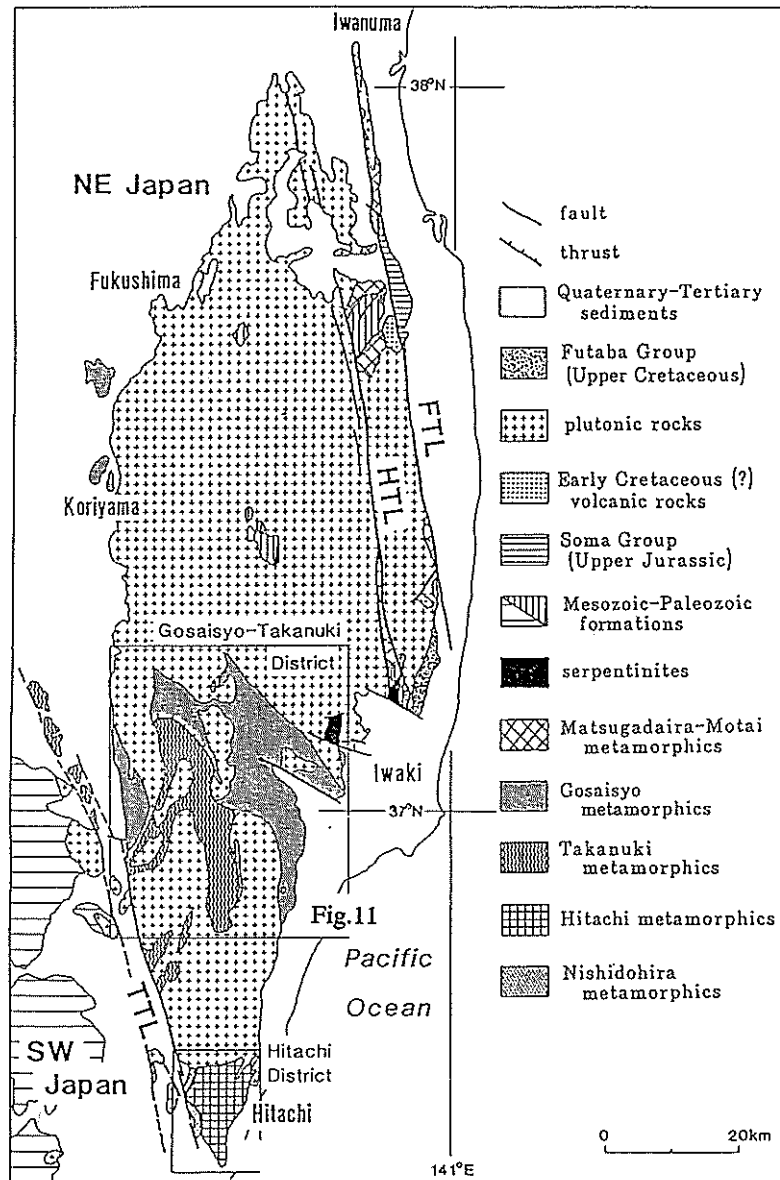 Iwanuma
38°N
NE Japan
Fukushima
Koriyama
FTL
HTL
Gosaisyo-Takanuki
District
Iwaki
37°N
Fig.11
Pacific
Ocean
TTL
SW
Japan
Hitachi
District
Hitachi
141°E
fault
thrust
Quaternary-Tertiary
sediments
Futaba Group
(Upper Cretaceous)
plutonic rocks
Early Cretaceous (?)
volcanic rocks
Soma Group
(Upper Jurassic)
Mesozoic-Paleozoic
formations
serpentinites
Matsugadaira-Motai
metamorphics
Gosaisyo
metamorphics
Takanuki
metamorphics
Hitachi metamorphics
Nishidohira
metamorphics
0 20km